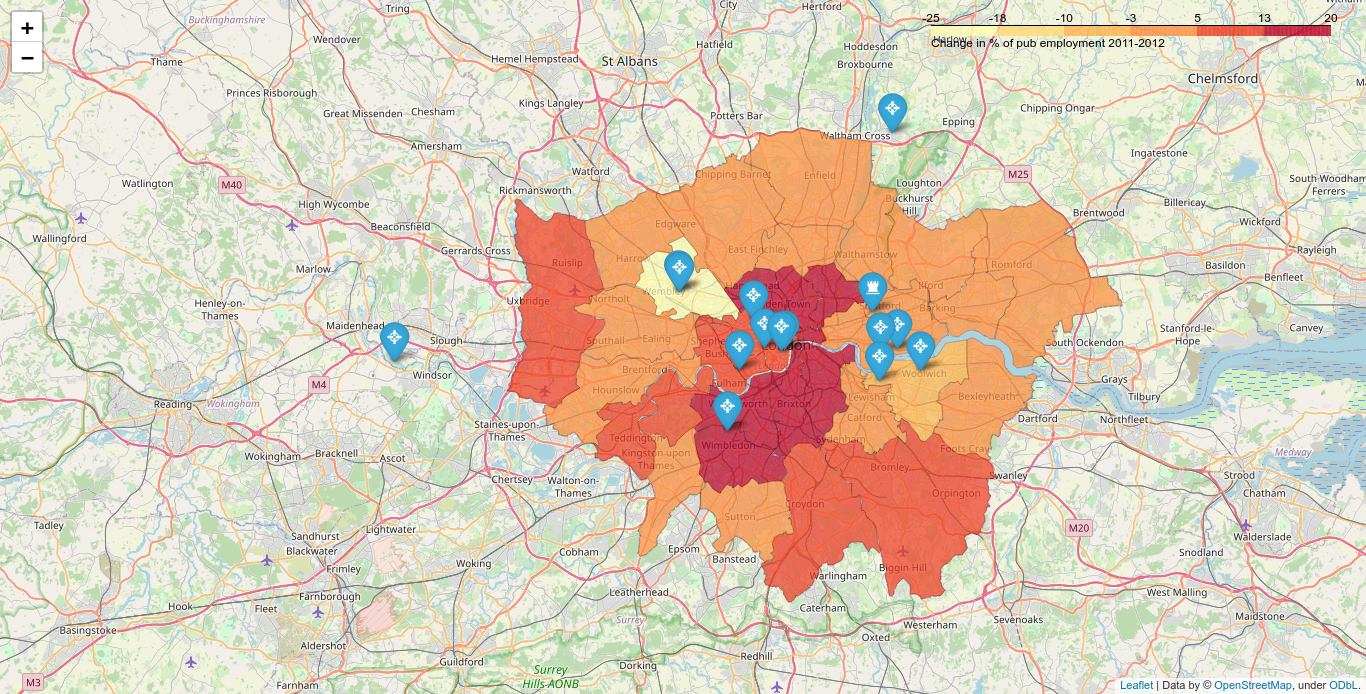 +
−
-25 -18 -10 -3 5 13 20
Change in % of pub employment 2011-2012
Buckinghamshire
Tring
City
Hertford
Wendover
Hatfield
Hoddesdon
Harlow
Thame
Hemel Hempstead
St Albans
Broxbourne
Chelmsford
Princes Risborough
Great Missenden
Chesham
Kings Langley
Potters Bar
Chipping Ongar
Epping
Waltham Cross
Amersham
Ingatestone
Watlington
M40
Watford
Chipping Barnet
Enfield
M25
South Woodham
Ferrers
High Wycombe
Rickmansworth
Loughton
Buckhurst
Hill
Billericay
Brentwood
Wickford
Beaconsfield
Edgware
Wallingford
Gerrards Cross
East Finchley
Walthamstow
Rayleigh
Marlow
Ruislip
Harrow
Romford
Basildon
Benfleet
Henley-on-
Thames
Uxbridge
Northolt
Wembley
Ilford
Barking
Maidenhead
Slough
Southall
Ealing
Stanford-le-
Hope
Canvey
South Ockenden
M4
Windsor
Brentford
Fulham
Woolwich
Grays
Hounslow
Tilbury
Reading
Wokingham
Brixton
Lewisham
Bexleyheath
Staines-upon-
Thames
Catford
Dartford
Northfleet
Teddington
Wimbledon
Sydenham
Wokingham
Bracknell
Ascot
Kingston upon
Thames
Foots Cray
Medway
Chertsey
Walton-on-
Thames
Bromley
Swanley
Strood
Chatham
Orpington
Croydon
Tadley
Sutton
M20
Lightwater
Sandhurst
Blackwater
Walderslade
Cobham
Epsom
Banstead
Snodland
Frimley
Woking
Warlingham
Biggin Hill
Leatherhead
West Malling
Hook
Fleet
Farnborough
Caterham
Surrey
Westerham
Sevenoaks
Maidstone
Basingstoke
Oxted
Aldershot
Redhill
Guildford
Dorking
Surrey
Hills AONB
M3
Farnham
Leaflet | Data by © OpenStreetMap, under ODbL.